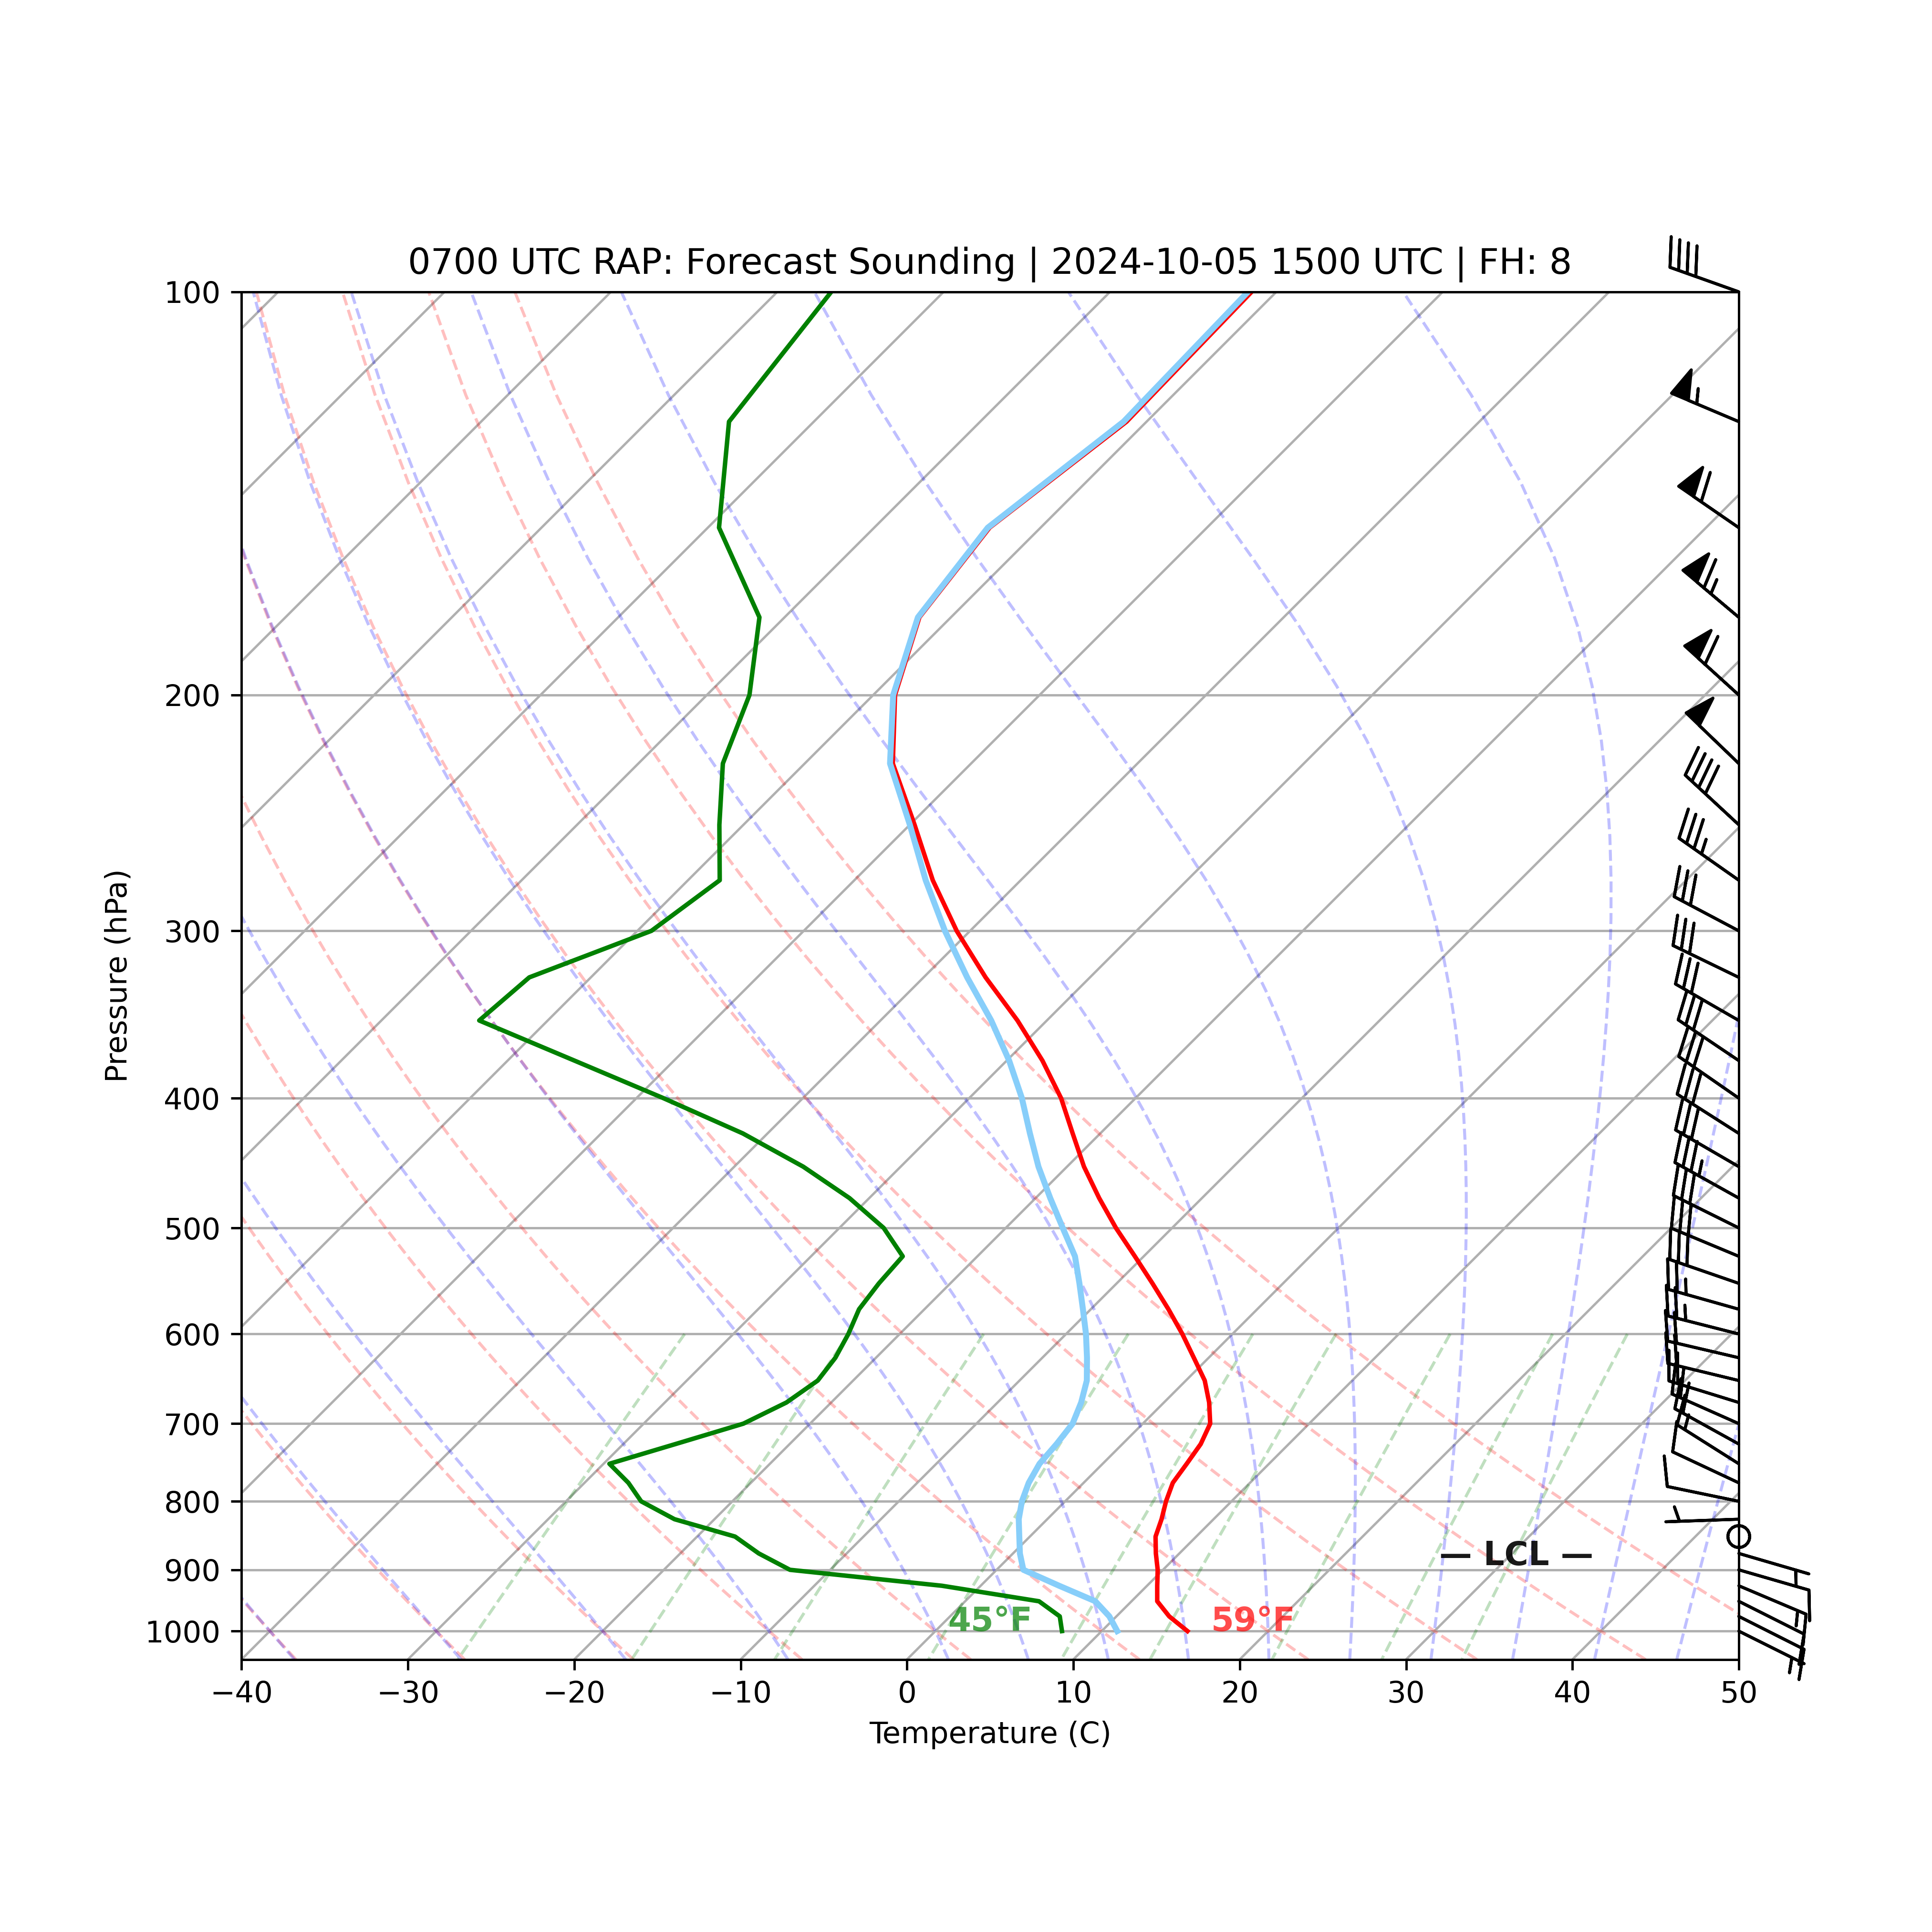 0700 UTC RAP: Forecast Sounding | 2024-10-05 1500 UTC | FH: 8
100
200
300
400
500
600
700
800
900
1000
Pressure (hPa)
— LCL —
45°F
59°F
−40 −30 −20 −10 0 10 20 30 40 50
Temperature (C)